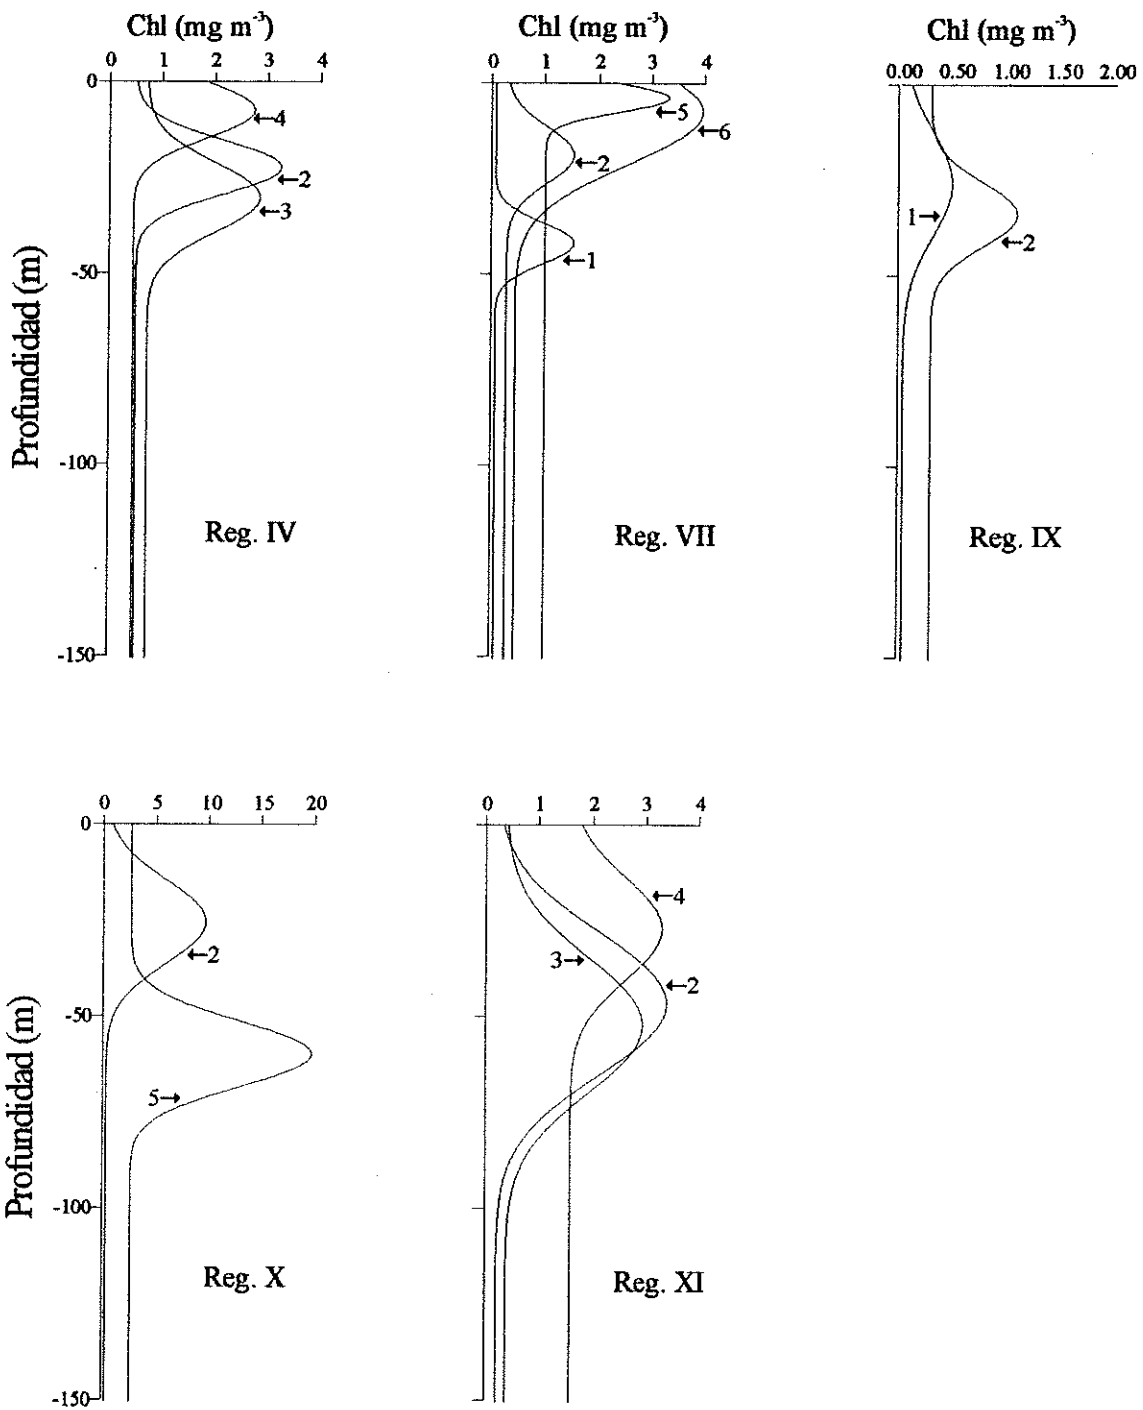 Chl (mg m-3) Chl (mg m-3) Chl (mg m-3)
0 1 2 3 4 0 1 2 3 4 0.00 0.50 1.00 1.50 2.00
0
←4 ←5
←6
←2 ←2
←3 1→
←2
-50 ←1
Profundidad (m)
-100
Reg. IV Reg. VII Reg. IX
-150
0 5 10 15 20 0 1 2 3 4
0
←4
←2 3→
←2
-50
Profundidad (m)
5→
-100
Reg. X Reg. XI
-150